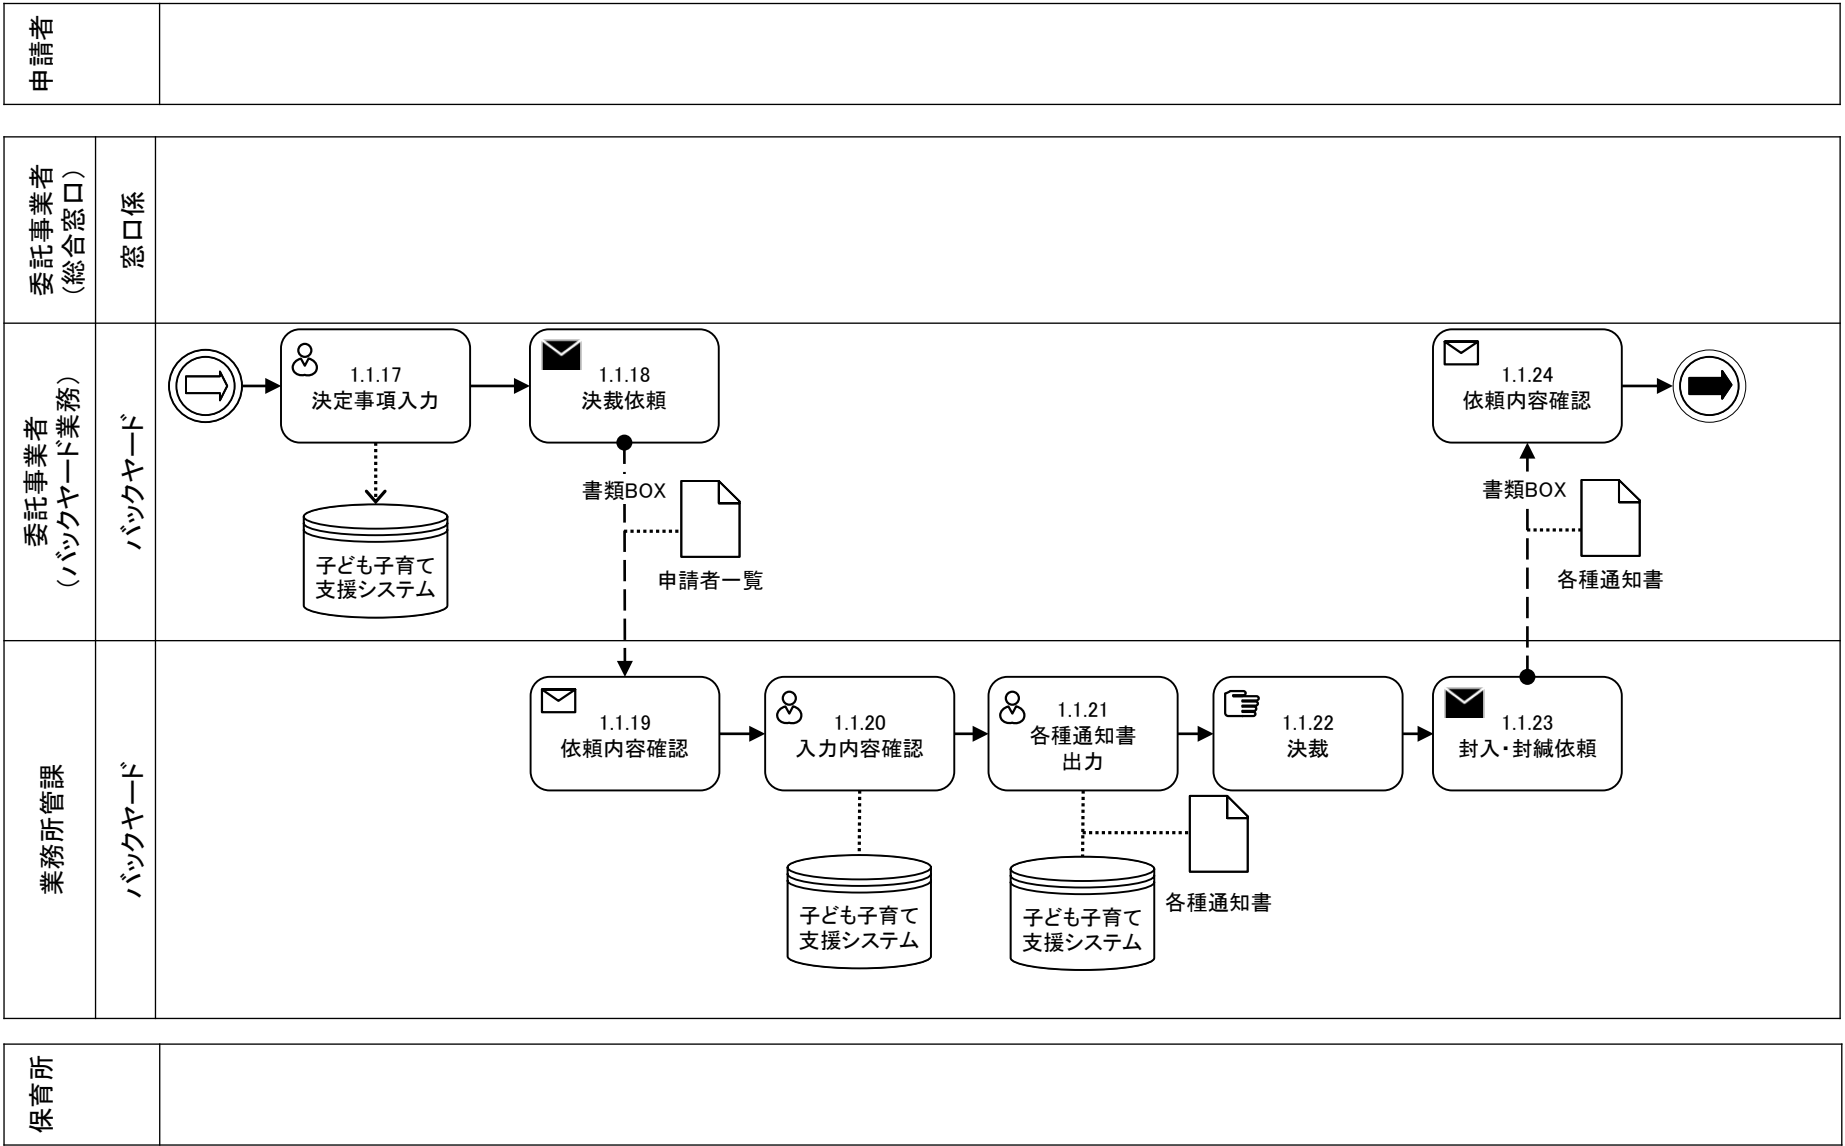 申請者
委託事業者
（総合窓口）
窓口係
委託事業者
（バックヤード業務）
バックヤード
1.1.17
決定事項入力
1.1.18
決裁依頼
1.1.24
依頼内容確認
書類BOX
申請者一覧
書類BOX
各種通知書
子ども子育て
支援システム
業務所管課
バックヤード
1.1.19
依頼内容確認
1.1.20
入力内容確認
1.1.21
各種通知書
出力
1.1.22
決裁
1.1.23
封入・封緘依頼
子ども子育て
支援システム
子ども子育て
支援システム
各種通知書
保育所